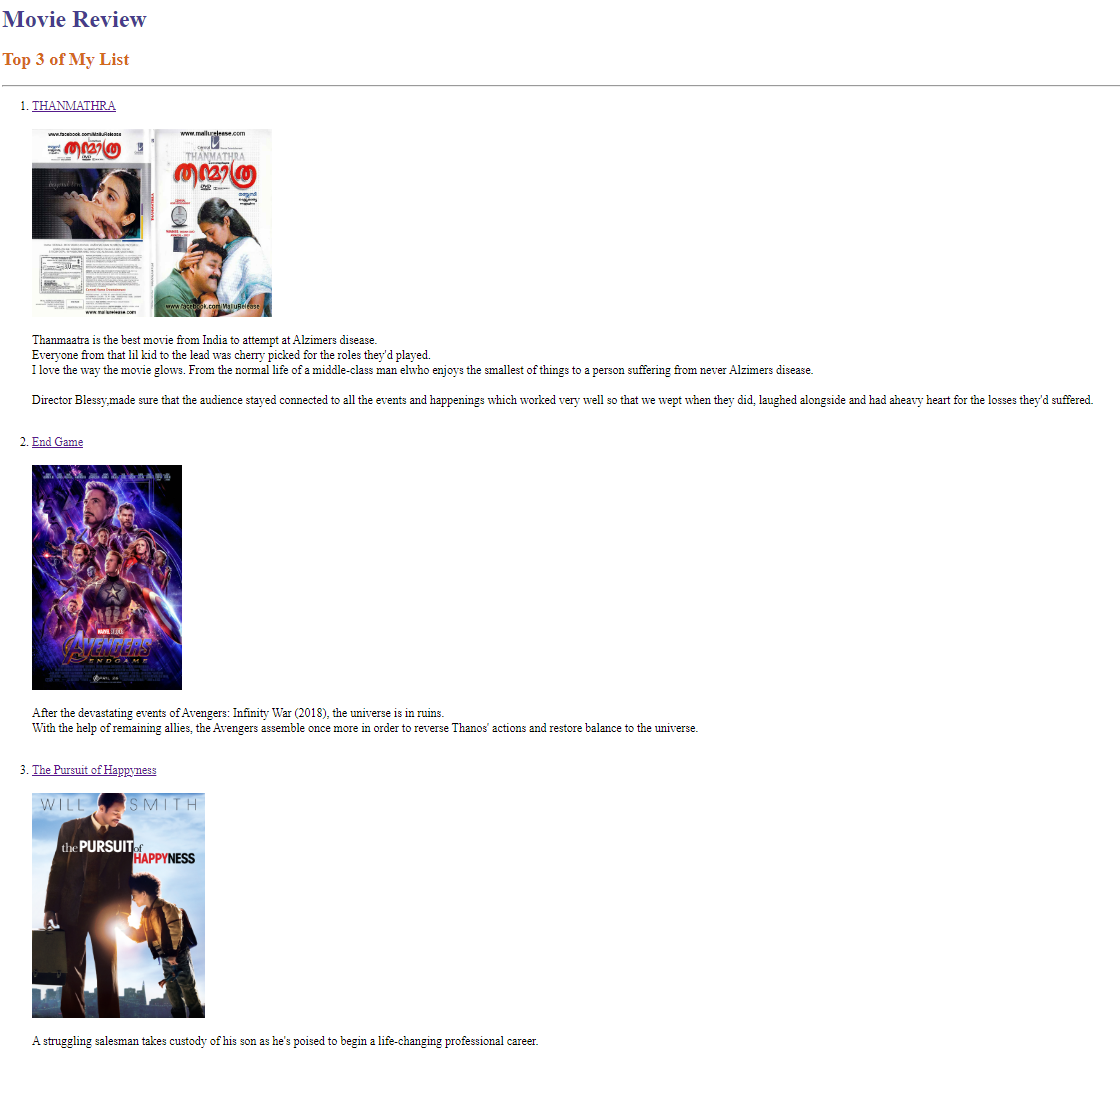 Movie Review
Top 3 of My List
1. THANMATHRA
www.facebook.com/MalluRelease
www.mallurelease.com
THANMATHRA
തന്മാത്ര
തന്മാത്ര
DVD
www.mallurelease.com
www.facebook.com/MalluRelease
Thanmaatra is the best movie from India to attempt at Alzimers disease.
Everyone from that lil kid to the lead was cherry picked for the roles they'd played.
I love the way the movie glows. From the normal life of a middle-class man elwho enjoys the smallest of things to a person suffering from never Alzimers disease.
Director Blessy,made sure that the audience stayed connected to all the events and happenings which worked very well so that we wept when they did, laughed alongside and had aheavy heart for the losses they'd suffered.
2. End Game
MARVEL STUDIOS
AVENGERS
ENDGAME
After the devastating events of Avengers: Infinity War (2018), the universe is in ruins.
With the help of remaining allies, the Avengers assemble once more in order to reverse Thanos' actions and restore balance to the universe.
3. The Pursuit of Happyness
WILL SMITH
the PURSUIT of
HAPPYNESS
A struggling salesman takes custody of his son as he's poised to begin a life-changing professional career.